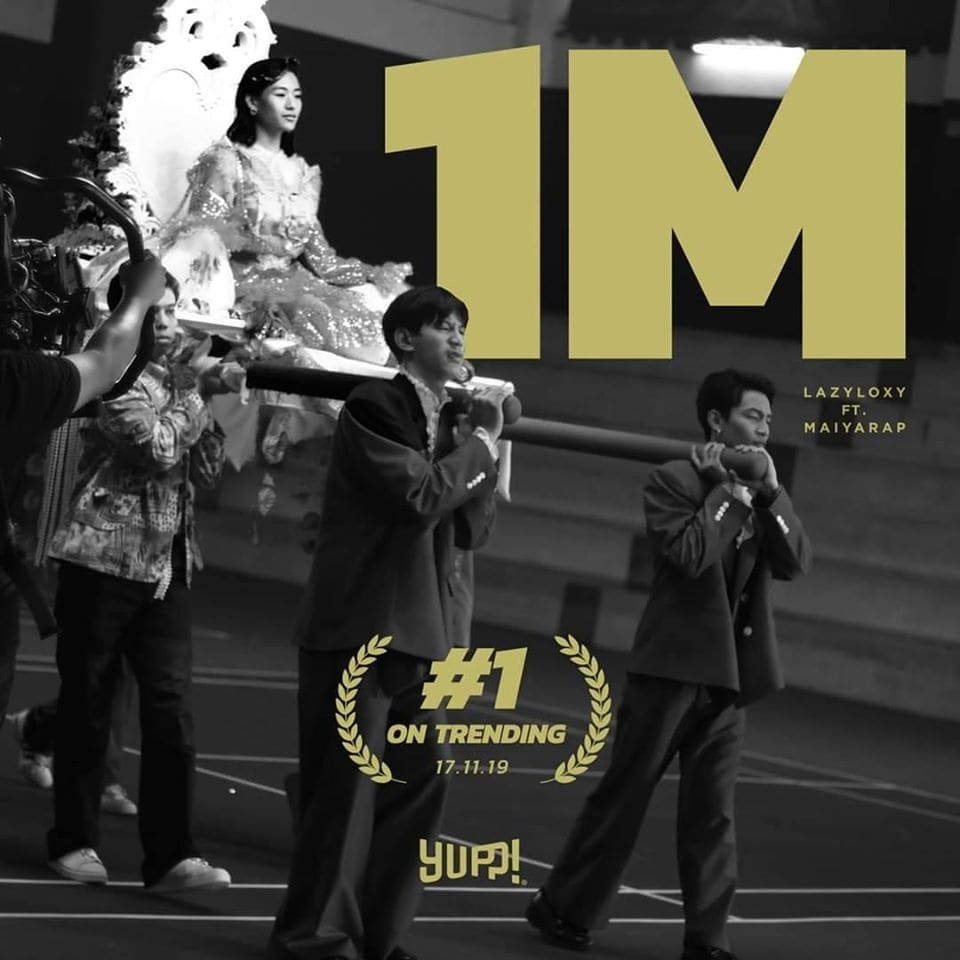 1M
LAZYLOXY
FT.
MAIYARAP
#1
ON TRENDING
17.11.19
YUPP!